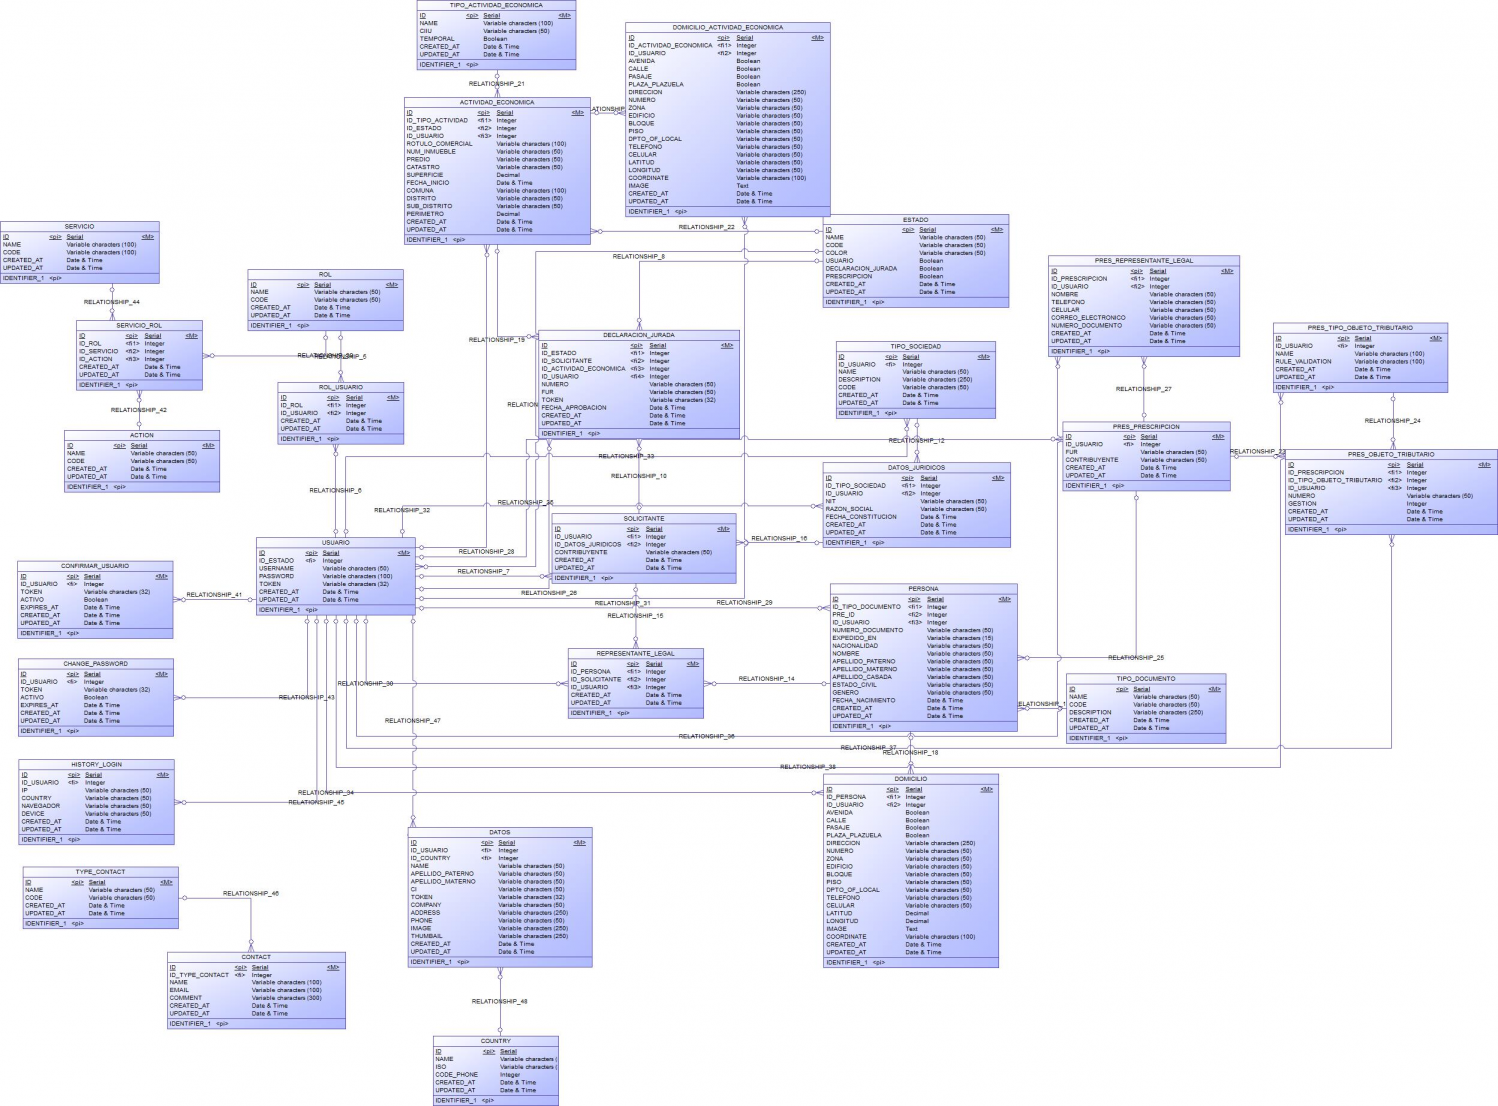 TIPO_ACTIVIDAD_ECONOMICA
ID <pi> Serial <M>
NAME Variable characters (100)
CIIU Variable characters (50)
TEMPORAL Boolean
CREATED_AT Date & Time
UPDATED_AT Date & Time
IDENTIFIER_1 <pi>
RELATIONSHIP_21
DOMICILIO_ACTIVIDAD_ECONOMICA
ID <pi> Serial <M>
ID_ACTIVIDAD_ECONOMICA <fi1> Integer
ID_USUARIO <fi2> Integer
AVENIDA Boolean
CALLE Boolean
PASAJE Boolean
PLAZA_PLAZUELA Boolean
DIRECCION Variable characters (250)
NUMERO Variable characters (50)
ZONA Variable characters (50)
EDIFICIO Variable characters (50)
BLOQUE Variable characters (50)
PISO Variable characters (50)
DPTO_OF_LOCAL Variable characters (50)
TELEFONO Variable characters (50)
CELULAR Variable characters (50)
LATITUD Variable characters (50)
LONGITUD Variable characters (50)
COORDINATE Variable characters (100)
IMAGE Text
CREATED_AT Date & Time
UPDATED_AT Date & Time
IDENTIFIER_1 <pi>
ACTIVIDAD_ECONOMICA
ID <pi> Serial <M>
ID_TIPO_ACTIVIDAD <fi1> Integer
ID_ESTADO <fi2> Integer
ID_USUARIO <fi3> Integer
ROTULO_COMERCIAL Variable characters (100)
NUM_INMUEBLE Variable characters (50)
PREDIO Variable characters (50)
CATASTRO Variable characters (50)
SUPERFICIE Decimal
FECHA_INICIO Date & Time
COMUNA Variable characters (100)
DISTRITO Variable characters (50)
SUB_DISTRITO Variable characters (50)
PERIMETRO Decimal
CREATED_AT Date & Time
UPDATED_AT Date & Time
IDENTIFIER_1 <pi>
ATIONSHIP
RELATIONSHIP_22
RELATIONSHIP_8
ESTADO
ID <pi> Serial <M>
NAME Variable characters (50)
CODE Variable characters (50)
COLOR Variable characters (50)
USUARIO Boolean
DECLARACION_JURADA Boolean
PRESCRIPCION Boolean
CREATED_AT Date & Time
UPDATED_AT Date & Time
IDENTIFIER_1 <pi>
SERVICIO
ID <pi> Serial <M>
NAME Variable characters (100)
CODE Variable characters (100)
CREATED_AT Date & Time
UPDATED_AT Date & Time
IDENTIFIER_1 <pi>
RELATIONSHIP_44
ROL
ID <pi> Serial <M>
NAME Variable characters (50)
CODE Variable characters (50)
CREATED_AT Date & Time
UPDATED_AT Date & Time
IDENTIFIER_1 <pi>
PRES_REPRESENTANTE_LEGAL
ID <pi> Serial <M>
ID_PRESCRIPCION <fi1> Integer
ID_USUARIO <fi2> Integer
NOMBRE Variable characters (50)
TELEFONO Variable characters (50)
CELULAR Variable characters (50)
CORREO_ELECTRONICO Variable characters (50)
NUMERO_DOCUMENTO Variable characters (50)
CREATED_AT Date & Time
UPDATED_AT Date & Time
IDENTIFIER_1 <pi>
SERVICIO_ROL
ID <pi> Serial <M>
ID_ROL <fi1> Integer
ID_SERVICIO <fi2> Integer
ID_ACTION <fi3> Integer
CREATED_AT Date & Time
UPDATED_AT Date & Time
IDENTIFIER_1 <pi>
RELATIONSHIP_5
DECLARACION_JURADA
ID <pi> Serial <M>
ID_ESTADO <fi1> Integer
ID_SOLICITANTE <fi2> Integer
ID_ACTIVIDAD_ECONOMICA <fi3> Integer
ID_USUARIO <fi4> Integer
NUMERO Variable characters (50)
FUR Variable characters (50)
TOKEN Variable characters (32)
FECHA_APROBACION Date & Time
CREATED_AT Date & Time
UPDATED_AT Date & Time
IDENTIFIER_1 <pi>
RELATIONSHIP_19
RELATION
TIPO_SOCIEDAD
ID <pi> Serial <M>
ID_USUARIO <fi> Integer
NAME Variable characters (50)
DESCRIPTION Variable characters (250)
CODE Variable characters (50)
CREATED_AT Date & Time
UPDATED_AT Date & Time
IDENTIFIER_1 <pi>
PRES_TIPO_OBJETO_TRIBUTARIO
ID <pi> Serial <M>
ID_USUARIO <fi> Integer
NAME Variable characters (100)
RULE_VALIDATION Variable characters (100)
CREATED_AT Date & Time
UPDATED_AT Date & Time
IDENTIFIER_1 <pi>
RELATIONSHIP_27
RELATIONSHIP_24
RELATIONSHIP_42
ROL_USUARIO
ID <pi> Serial <M>
ID_ROL <fi1> Integer
ID_USUARIO <fi2> Integer
CREATED_AT Date & Time
UPDATED_AT Date & Time
IDENTIFIER_1 <pi>
ACTION
ID <pi> Serial <M>
NAME Variable characters (50)
CODE Variable characters (50)
CREATED_AT Date & Time
UPDATED_AT Date & Time
IDENTIFIER_1 <pi>
RELATIONSHIP_12
RELATIONSHIP_33
RELATIONSHIP_10
PRES_PRESCRIPCION
ID <pi> Serial <M>
ID_USUARIO <fi> Integer
FUR Variable characters (50)
CONTRIBUYENTE Variable characters (50)
CREATED_AT Date & Time
UPDATED_AT Date & Time
IDENTIFIER_1 <pi>
RELATIONSHIP_23
PRES_OBJETO_TRIBUTARIO
ID <pi> Serial <M>
ID_PRESCRIPCION <fi1> Integer
ID_TIPO_OBJETO_TRIBUTARIO <fi2> Integer
ID_USUARIO <fi3> Integer
NUMERO Variable characters (50)
GESTION Integer
CREATED_AT Date & Time
UPDATED_AT Date & Time
IDENTIFIER_1 <pi>
DATOS_JURIDICOS
ID <pi> Serial <M>
ID_TIPO_SOCIEDAD <fi1> Integer
ID_USUARIO <fi2> Integer
NIT Variable characters (50)
RAZON_SOCIAL Variable characters (50)
FECHA_CONSTITUCION Date & Time
CREATED_AT Date & Time
UPDATED_AT Date & Time
IDENTIFIER_1 <pi>
RELATIONSHIP_6
RELATIONSHIP_32
SOLICITANTE
ID <pi> Serial <M>
ID_USUARIO <fi1> Integer
ID_DATOS_JURIDICOS <fi2> Integer
CONTRIBUYENTE Variable characters (50)
CREATED_AT Date & Time
UPDATED_AT Date & Time
IDENTIFIER_1 <pi>
RELATIONSHIP_16
USUARIO
ID <pi> Serial <M>
ID_ESTADO <fi> Integer
USERNAME Variable characters (50)
PASSWORD Variable characters (100)
TOKEN Variable characters (32)
CREATED_AT Date & Time
UPDATED_AT Date & Time
IDENTIFIER_1 <pi>
RELATIONSHIP_28
RELATIONSHIP_7
RELATIONSHIP_26
RELATIONSHIP_31
RELATIONSHIP_29
RELATIONSHIP_15
CONFIRMAR_USUARIO
ID <pi> Serial <M>
ID_USUARIO <fi> Integer
TOKEN Variable characters (32)
ACTIVO Boolean
EXPIRES_AT Date & Time
CREATED_AT Date & Time
UPDATED_AT Date & Time
IDENTIFIER_1 <pi>
RELATIONSHIP_41
PERSONA
ID <pi> Serial <M>
ID_TIPO_DOCUMENTO <fi1> Integer
PRE_ID <fi2> Integer
ID_USUARIO <fi3> Integer
NUMERO_DOCUMENTO Variable characters (50)
EXPEDIDO_EN Variable characters (15)
NACIONALIDAD Variable characters (50)
NOMBRE Variable characters (50)
APELLIDO_PATERNO Variable characters (50)
APELLIDO_MATERNO Variable characters (50)
APELLIDO_CASADA Variable characters (50)
ESTADO_CIVIL Variable characters (50)
GENERO Variable characters (50)
FECHA_NACIMIENTO Date & Time
CREATED_AT Date & Time
UPDATED_AT Date & Time
IDENTIFIER_1 <pi>
RELATIONSHIP_25
CHANGE_PASSWORD
ID <pi> Serial <M>
ID_USUARIO <fi> Integer
TOKEN Variable characters (32)
ACTIVO Boolean
EXPIRES_AT Date & Time
CREATED_AT Date & Time
UPDATED_AT Date & Time
IDENTIFIER_1 <pi>
RELATIONSHIP_43
RELATIONSHIP_30
REPRESENTANTE_LEGAL
ID <pi> Serial <M>
ID_PERSONA <fi1> Integer
ID_SOLICITANTE <fi2> Integer
ID_USUARIO <fi3> Integer
CREATED_AT Date & Time
UPDATED_AT Date & Time
IDENTIFIER_1 <pi>
RELATIONSHIP_14
TIPO_DOCUMENTO
ID <pi> Serial <M>
NAME Variable characters (50)
CODE Variable characters (50)
DESCRIPTION Variable characters (250)
CREATED_AT Date & Time
UPDATED_AT Date & Time
IDENTIFIER_1 <pi>
ELATIONSHIP_1
RELATIONSHIP_47
RELATIONSHIP_36
RELATIONSHIP_37
RELATIONSHIP_18
RELATIONSHIP_38
HISTORY_LOGIN
ID <pi> Serial <M>
ID_USUARIO <fi> Integer
IP Variable characters (50)
COUNTRY Variable characters (50)
NAVEGADOR Variable characters (50)
DEVICE Variable characters (50)
CREATED_AT Date & Time
UPDATED_AT Date & Time
IDENTIFIER_1 <pi>
RELATIONSHIP_34
RELATIONSHIP_45
DOMICILIO
ID <pi> Serial <M>
ID_PERSONA <fi1> Integer
ID_USUARIO <fi2> Integer
AVENIDA Boolean
CALLE Boolean
PASAJE Boolean
PLAZA_PLAZUELA Boolean
DIRECCION Variable characters (250)
NUMERO Variable characters (50)
ZONA Variable characters (50)
EDIFICIO Variable characters (50)
BLOQUE Variable characters (50)
PISO Variable characters (50)
DPTO_OF_LOCAL Variable characters (50)
TELEFONO Variable characters (50)
CELULAR Variable characters (50)
LATITUD Decimal
LONGITUD Decimal
IMAGE Text
COORDINATE Variable characters (100)
CREATED_AT Date & Time
UPDATED_AT Date & Time
IDENTIFIER_1 <pi>
DATOS
ID <pi> Serial <M>
ID_USUARIO <fi> Integer
ID_COUNTRY <fi> Integer
NAME Variable characters (50)
APELLIDO_PATERNO Variable characters (50)
APELLIDO_MATERNO Variable characters (50)
CI Variable characters (50)
TOKEN Variable characters (32)
COMPANY Variable characters (50)
ADDRESS Variable characters (250)
PHONE Variable characters (50)
IMAGE Variable characters (250)
THUMBAIL Variable characters (250)
CREATED_AT Date & Time
UPDATED_AT Date & Time
IDENTIFIER_1 <pi>
TYPE_CONTACT
ID <pi> Serial <M>
NAME Variable characters (50)
CODE Variable characters (50)
CREATED_AT Date & Time
UPDATED_AT Date & Time
IDENTIFIER_1 <pi>
RELATIONSHIP_46
CONTACT
ID <pi> Serial <M>
ID_TYPE_CONTACT <fi> Integer
NAME Variable characters (100)
EMAIL Variable characters (100)
COMMENT Variable characters (300)
CREATED_AT Date & Time
UPDATED_AT Date & Time
IDENTIFIER_1 <pi>
RELATIONSHIP_48
COUNTRY
ID <pi> Serial
NAME Variable characters (
ISO Variable characters (
CODE_PHONE Integer
CREATED_AT Date & Time
UPDATED_AT Date & Time
IDENTIFIER_1 <pi>